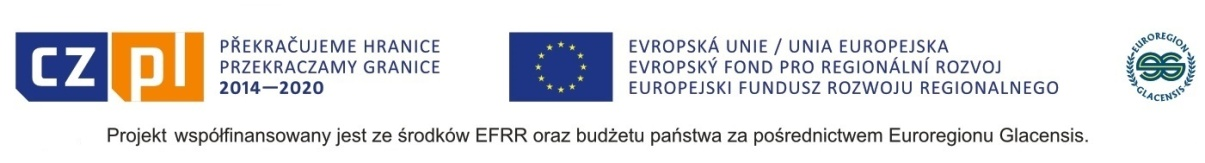 cz pl
PŘEKRAČUJEME HRANICE
PRZEKRACZAMY GRANICE
2014—2020
EVROPSKÁ UNIE / UNIA EUROPEJSKA
EVROPSKÝ FOND PRO REGIONÁLNÍ ROZVOJ
EUROPEJSKI FUNDUSZ ROZWOJU REGIONALNEGO
EUROREGION
GLACENSIS
Projekt współfinansowany jest ze środków EFRR oraz budżetu państwa za pośrednictwem Euroregionu Glacensis.